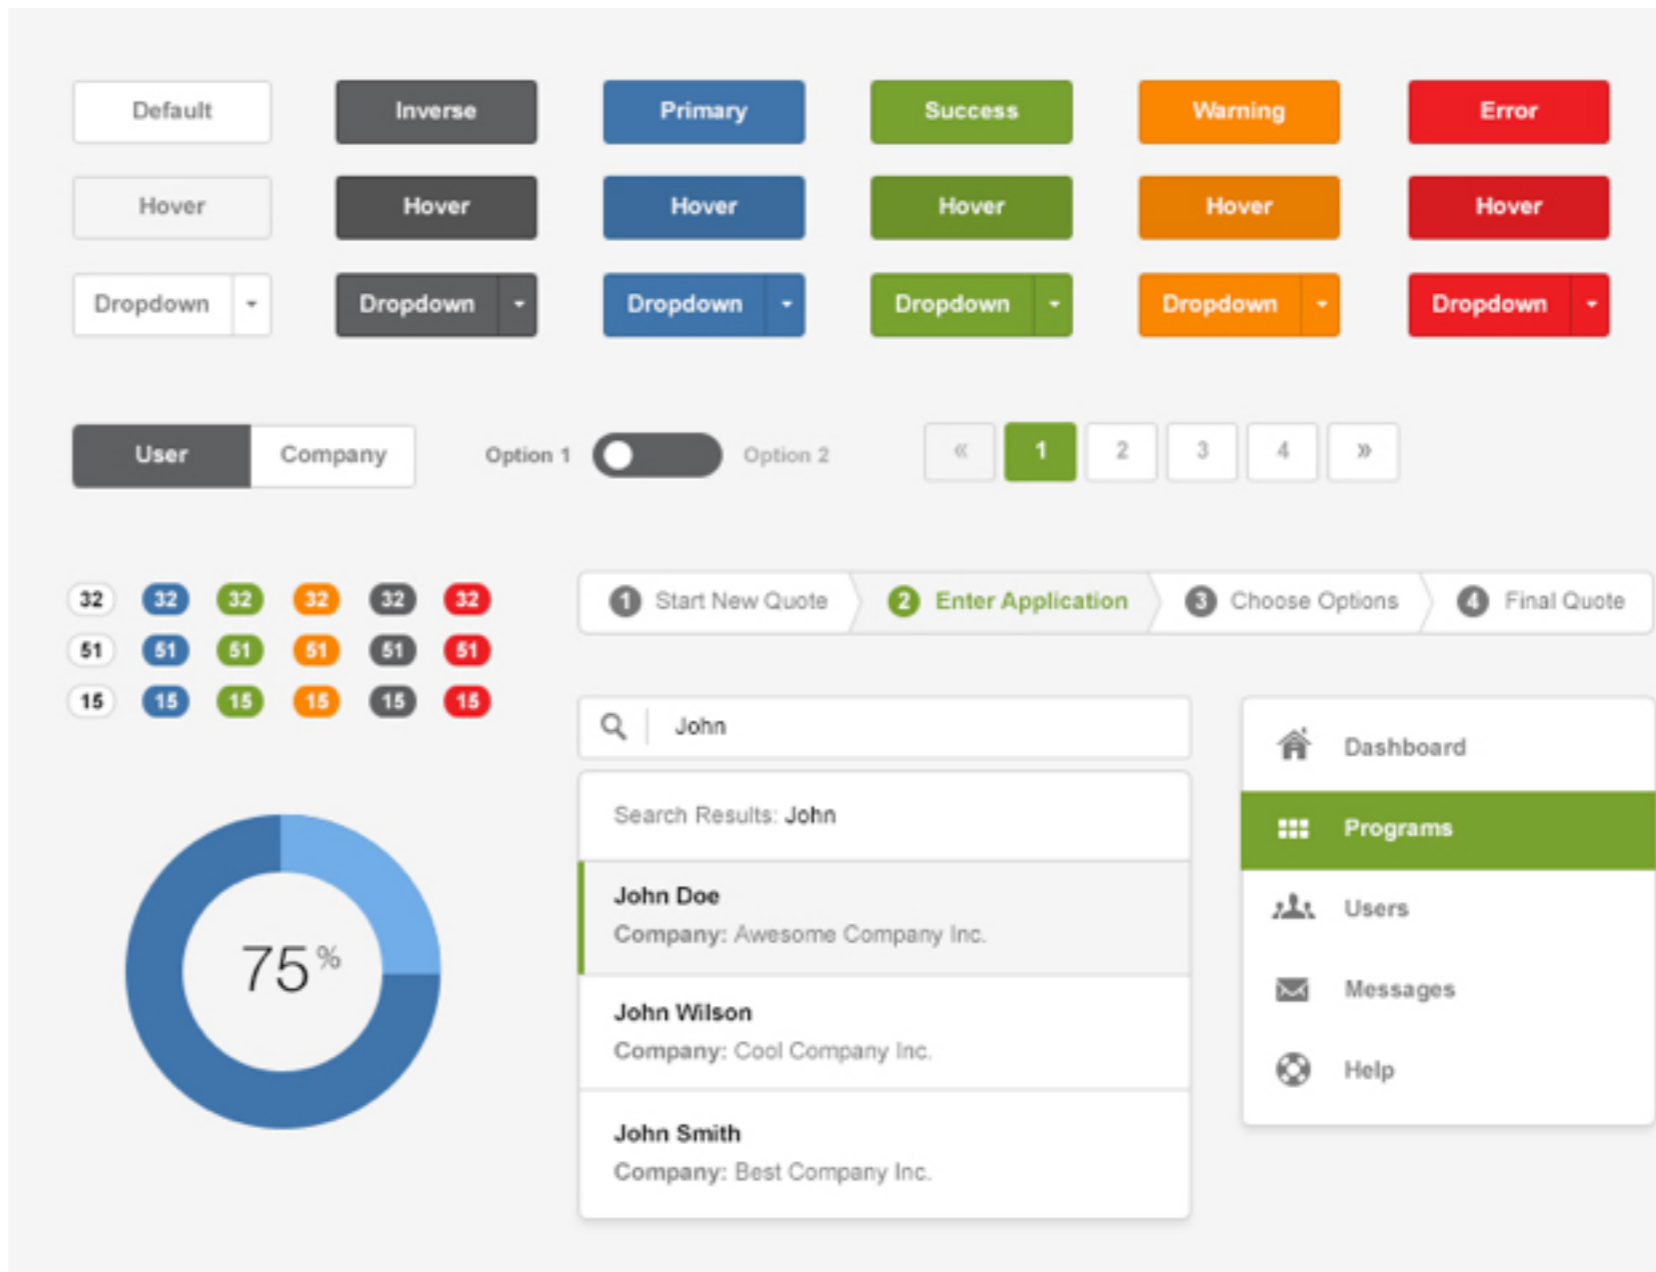 Default Inverse Primary Success Warning Error
Hover Hover Hover Hover Hover Hover
Dropdown Dropdown Dropdown Dropdown Dropdown Dropdown
User Company Option 1 Option 2 « 1 2 3 4 »
32 32 32 32 32 32
51 51 51 51 51 51
15 15 15 15 15 15
1 Start New Quote 2 Enter Application 3 Choose Options 4 Final Quote
75%
John
Search Results: John
John Doe
Company: Awesome Company Inc.
John Wilson
Company: Cool Company Inc.
John Smith
Company: Best Company Inc.
Dashboard
Programs
Users
Messages
Help